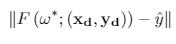 ‖F (ω*; (x_d, y_d)) − ŷ‖